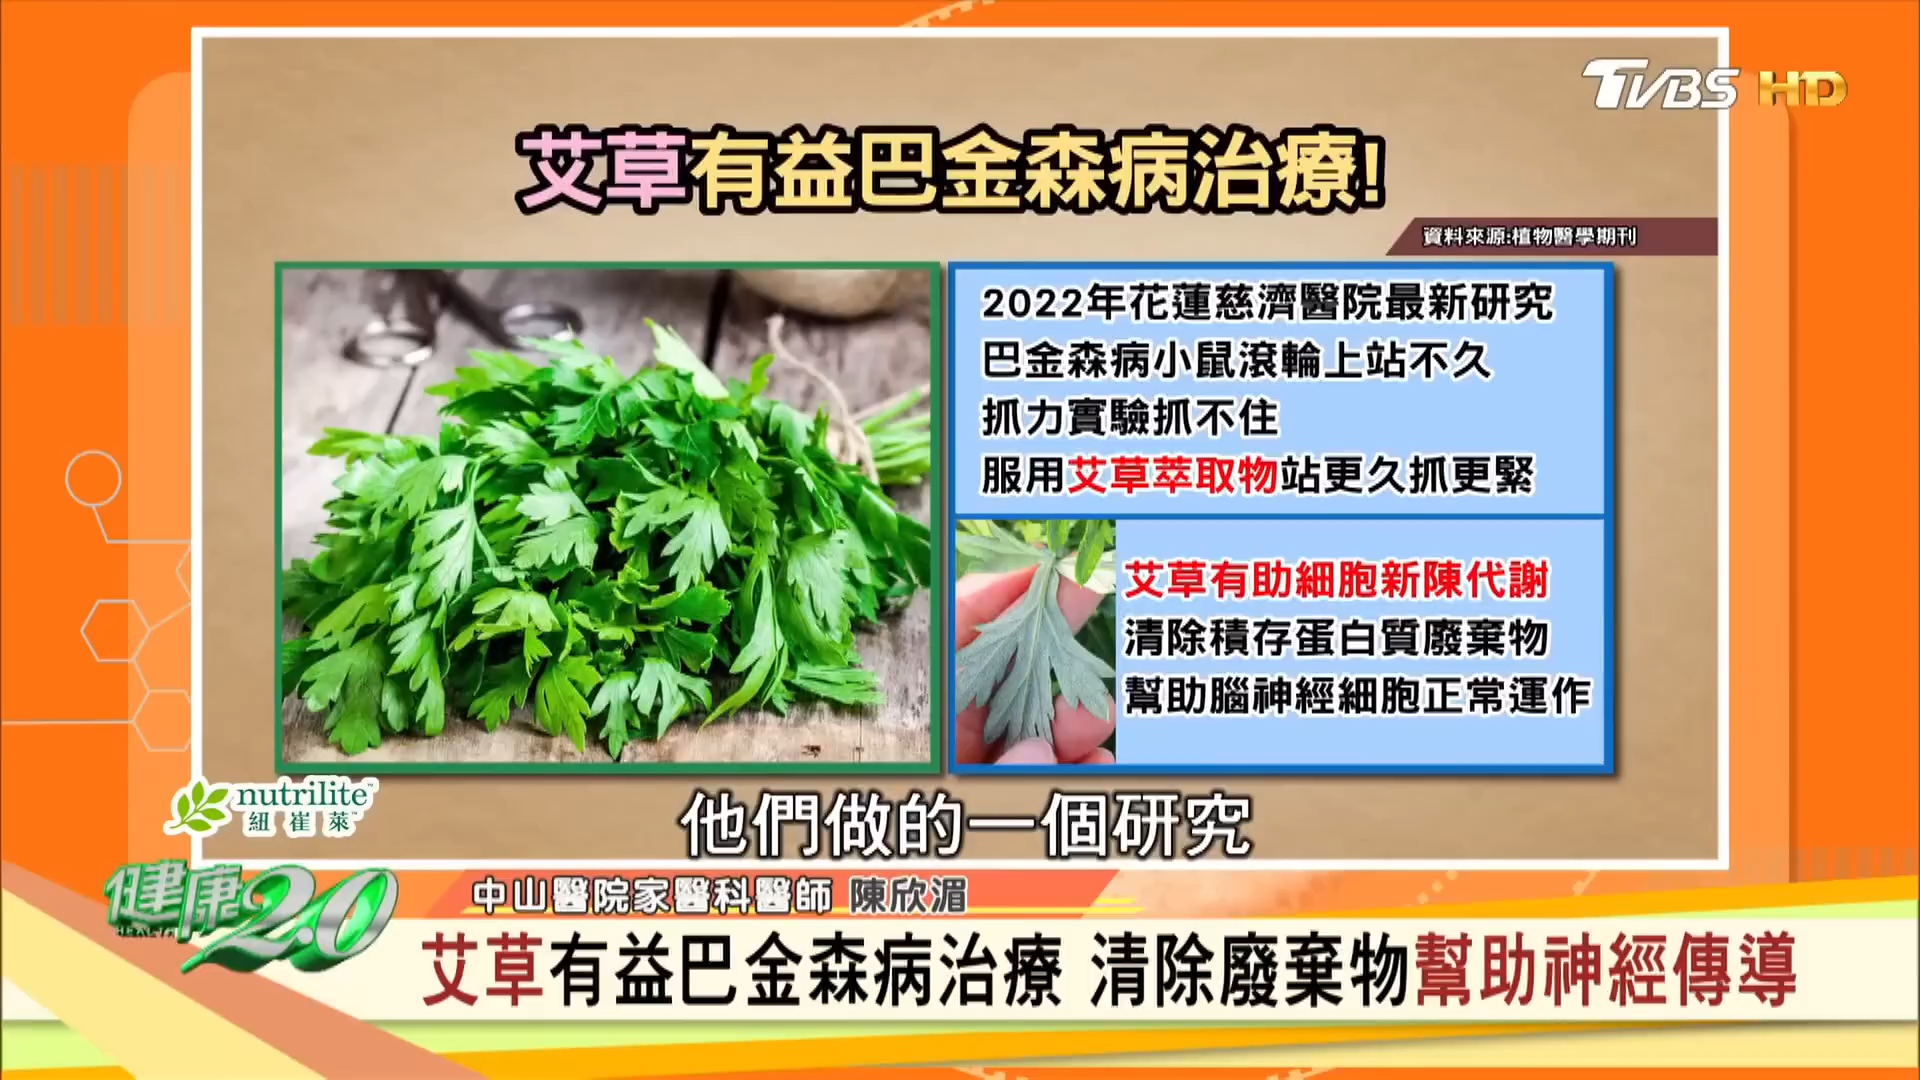 TVBS HD
艾草有益巴金森病治療!
資料來源:植物醫學期刊
2022年花蓮慈濟醫院最新研究
巴金森病小鼠滾輪上站不久
抓力實驗抓不住
服用艾草萃取物站更久抓更緊
艾草有助細胞新陳代謝
清除積存蛋白質廢棄物
幫助腦神經細胞正常運作
nutrilite™
紐崔萊™
他們做的一個研究
健康2.0
HEALTH
中山醫院家醫科醫師 陳欣湄
艾草有益巴金森病治療 清除廢棄物幫助神經傳導